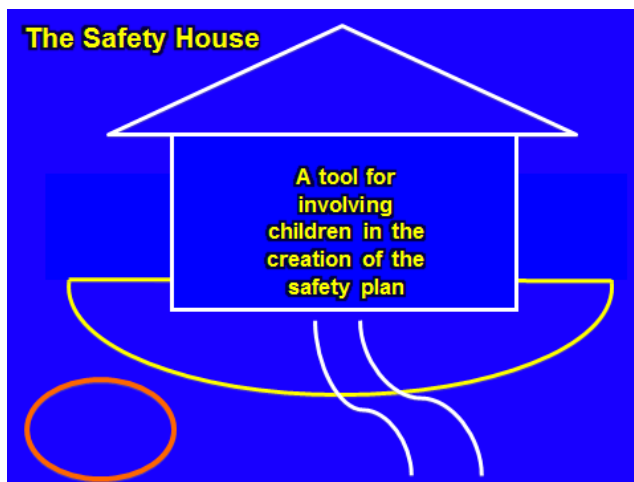 The Safety House
A tool for
involving
children in the
creation of the
safety plan